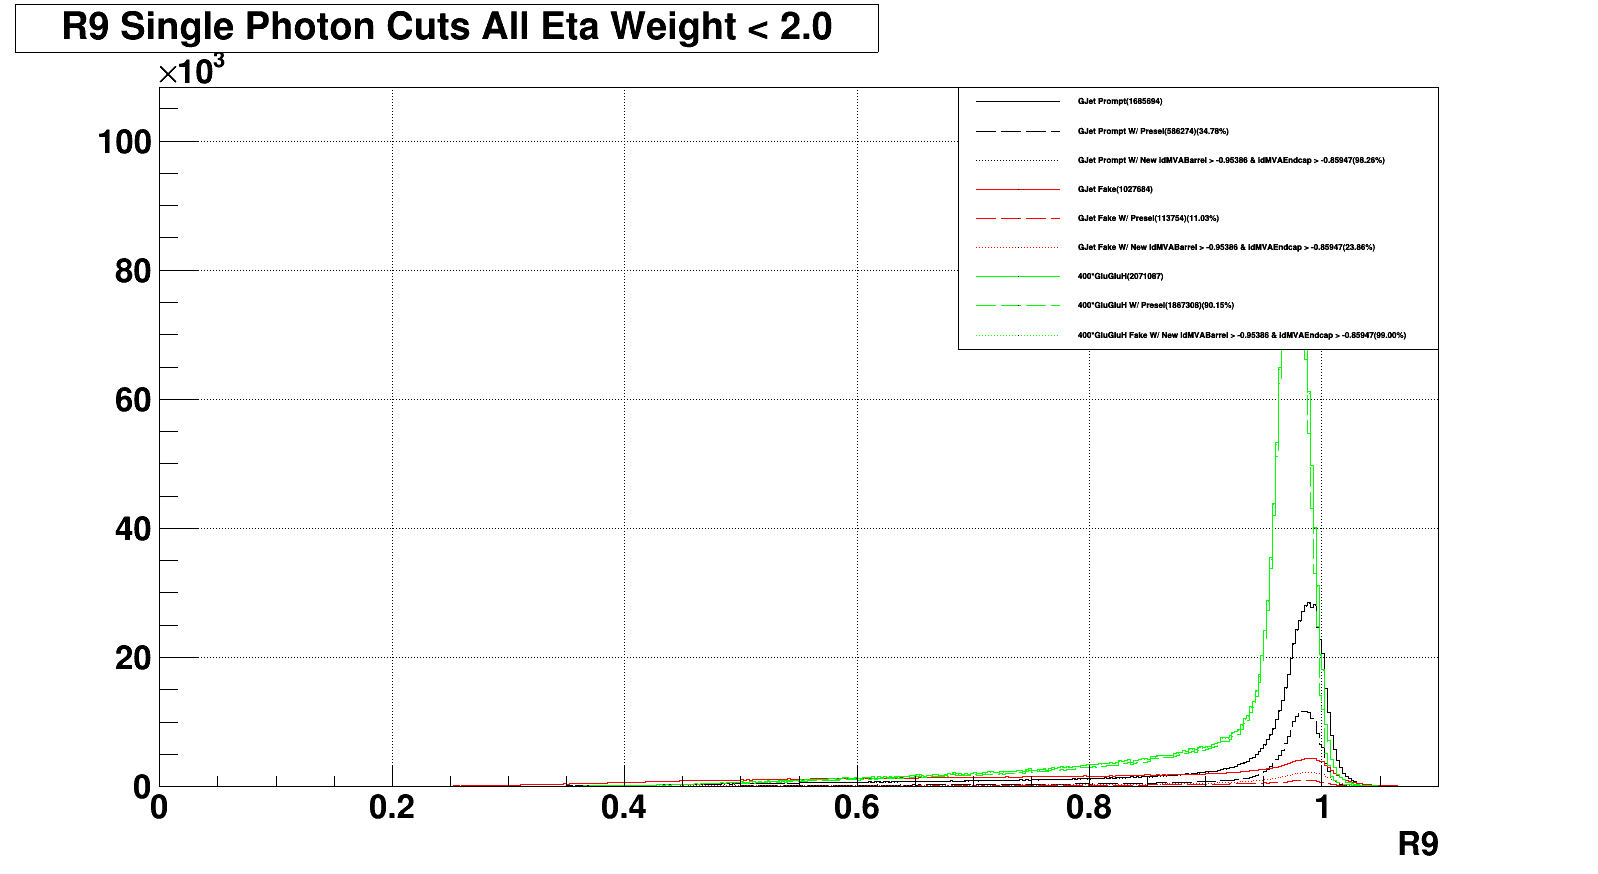 R9 Single Photon Cuts All Eta Weight < 2.0
×10³
100
80
60
40
20
0
0 0.2 0.4 0.6 0.8 1
R9
GJet Prompt(1685694)
GJet Prompt W/ Presel(586274)(34.78%)
GJet Prompt W/ New idMVABarrel > -0.95386 & idMVAEndcap > -0.85947(98.26%)
GJet Fake(1027684)
GJet Fake W/ Presel(113754)(11.03%)
GJet Fake W/ New idMVABarrel > -0.95386 & idMVAEndcap > -0.85947(23.86%)
400*GluGluH(2071087)
400*GluGluH W/ Presel(1867308)(90.15%)
400*GluGluH Fake W/ New idMVABarrel > -0.95386 & idMVAEndcap > -0.85947(99.00%)